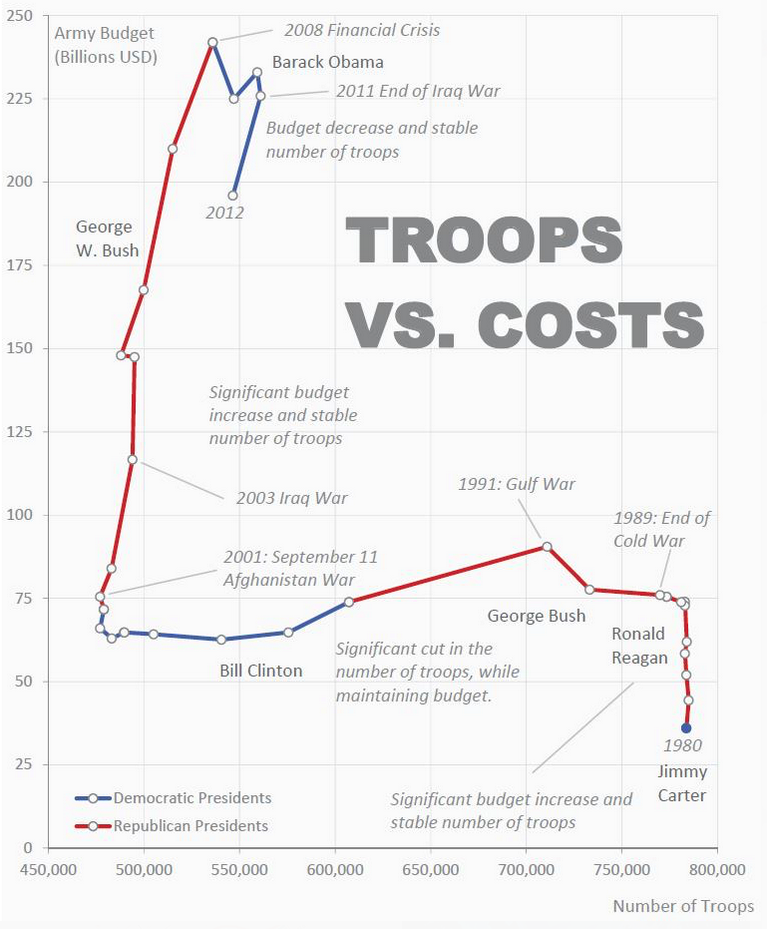 250
Army Budget
(Billions USD)
2008 Financial Crisis
Barack Obama
225
2011 End of Iraq War
Budget decrease and stable
number of troops
200
2012
TROOPS
VS. COSTS
George
W. Bush
175
150
Significant budget
increase and stable
number of troops
125
2003 Iraq War
1991: Gulf War
100
1989: End of
Cold War
2001: September 11
Afghanistan War
75
George Bush
Ronald
Reagan
Bill Clinton
Significant cut in the
number of troops, while
maintaining budget.
50
1980
Jimmy
Carter
25
Significant budget increase and
stable number of troops
Democratic Presidents
Republican Presidents
0
450,000 500,000 550,000 600,000 650,000 700,000 750,000 800,000
Number of Troops